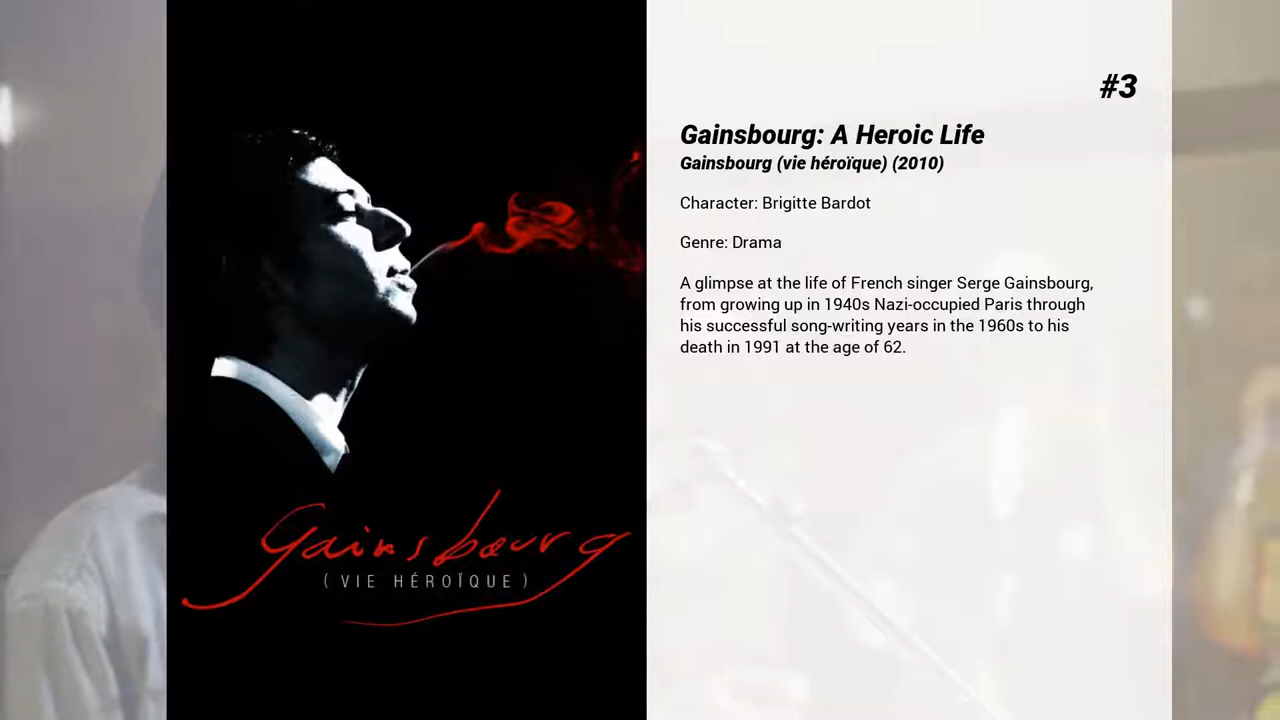 Gainsbourg
(VIE HÉROÏQUE)
#3
Gainsbourg: A Heroic Life
Gainsbourg (vie héroïque) (2010)
Character: Brigitte Bardot
Genre: Drama
A glimpse at the life of French singer Serge Gainsbourg,
from growing up in 1940s Nazi-occupied Paris through
his successful song-writing years in the 1960s to his
death in 1991 at the age of 62.